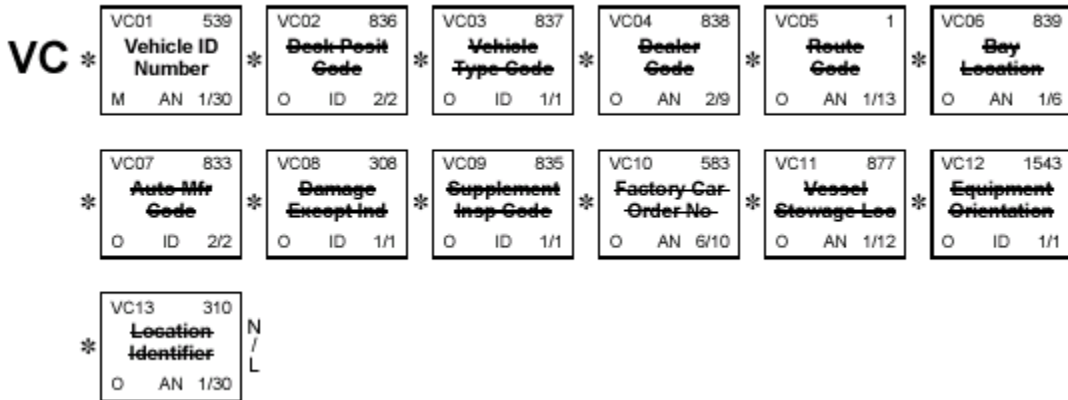 VC01 539 VC02 836 VC03 837 VC04 838 VC05 1 VC06 839
VC * Vehicle ID * Deck Posit * Vehicle * Dealer * Route * Bay
Number Code Type Code Code Code Location
M AN 1/30 O ID 2/2 O ID 1/1 O AN 2/9 O AN 1/13 O AN 1/6
VC07 833 VC08 308 VC09 835 VC10 583 VC11 877 VC12 1543
* Auto Mfr * Damage * Supplement * Factory Car * Vessel * Equipment
Code Except Ind Insp Code Order No Stowage Loc Orientation
O ID 2/2 O ID 1/1 O ID 1/1 O AN 6/10 O AN 1/12 O ID 1/1
VC13 310
* Location N
Identifier /
O AN 1/30 L